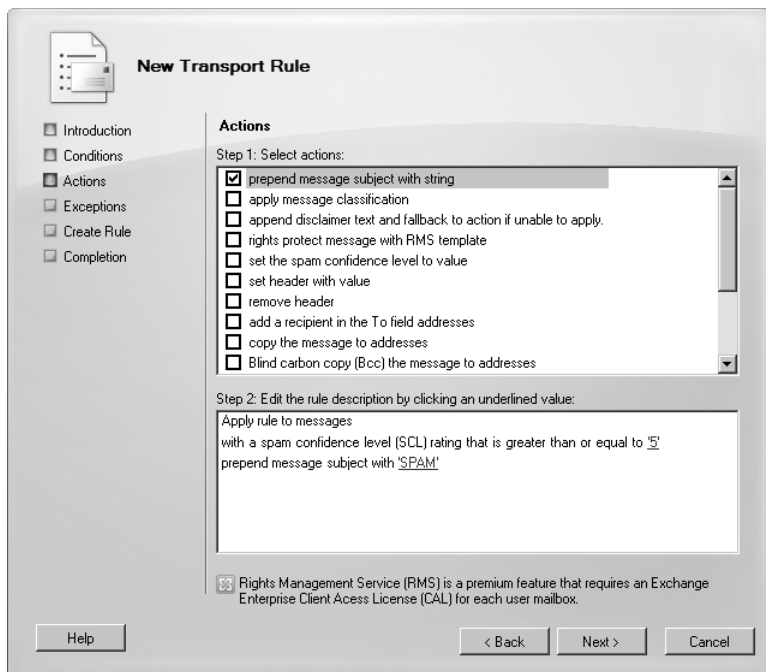 New Transport Rule
Introduction
Conditions
Actions
Exceptions
Create Rule
Completion
Actions
Step 1: Select actions:
prepend message subject with string
apply message classification
append disclaimer text and fallback to action if unable to apply.
rights protect message with RMS template
set the spam confidence level to value
set header with value
remove header
add a recipient in the To field addresses
copy the message to addresses
Blind carbon copy (Bcc) the message to addresses
Step 2: Edit the rule description by clicking an underlined value:
Apply rule to messages
with a spam confidence level (SCL) rating that is greater than or equal to '5'
prepend message subject with 'SPAM'
Rights Management Service (RMS) is a premium feature that requires an Exchange
Enterprise Client Acess License (CAL) for each user mailbox.
Help
< Back
Next >
Cancel